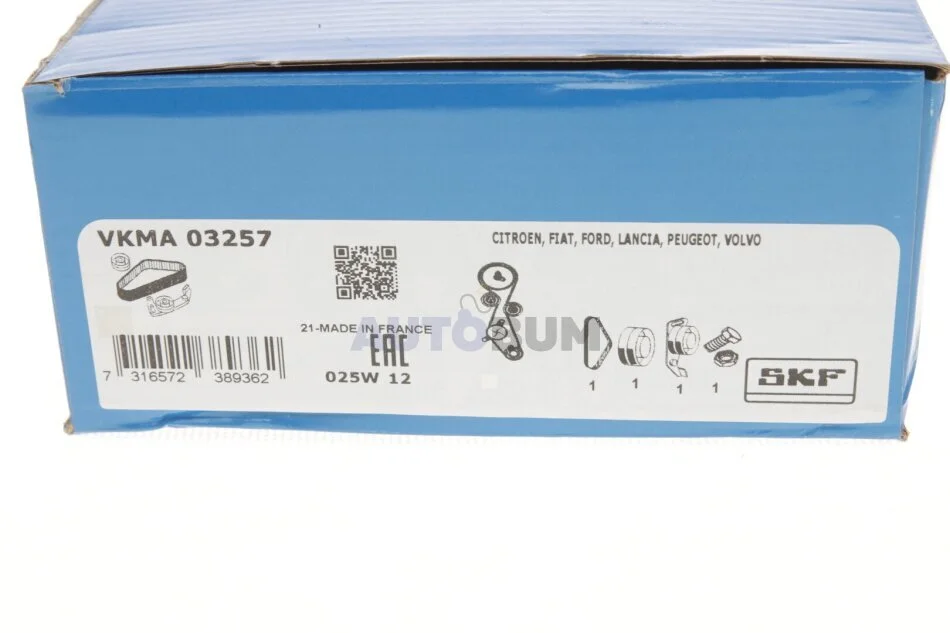 VKMA 03257
CITROEN, FIAT, FORD, LANCIA, PEUGEOT, VOLVO
21-MADE IN FRANCE
AUTOSUM
EAC
025W 12
7 316572 389362
1 1 1 1
SKF